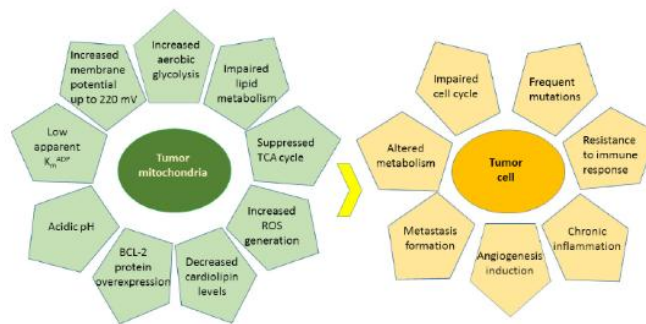 Increased
aerobic
glycolysis
Impaired
lipid
metabolism
Suppressed
TCA cycle
Increased
ROS
generation
Decreased
cardiolipin
levels
BCL-2
protein
overexpression
Acidic pH
Low
apparent
Km ADP
Increased
membrane
potential
up to 220 mV
Tumor
mitochondria
Impaired
cell cycle
Frequent
mutations
Resistance
to immune
response
Chronic
inflammation
Angiogenesis
induction
Metastasis
formation
Altered
metabolism
Tumor
cell